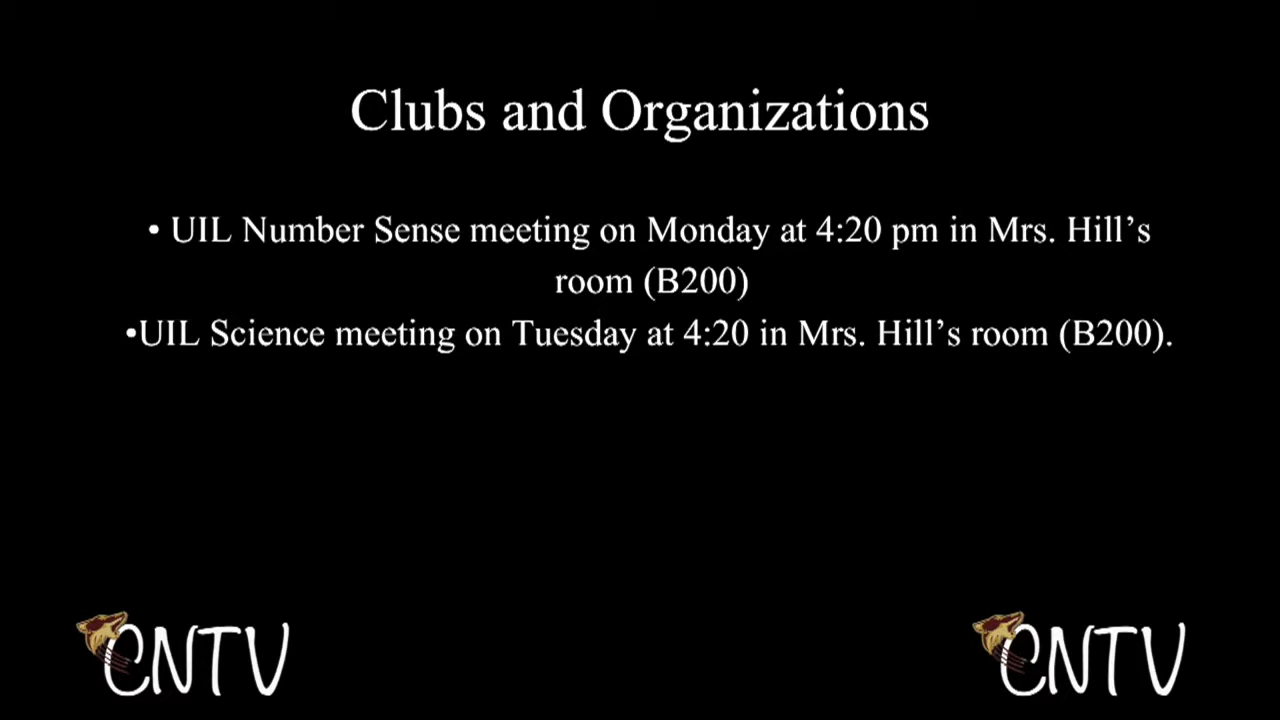 Clubs and Organizations
• UIL Number Sense meeting on Monday at 4:20 pm in Mrs. Hill’s
room (B200)
•UIL Science meeting on Tuesday at 4:20 in Mrs. Hill’s room (B200).
CNTV
CNTV